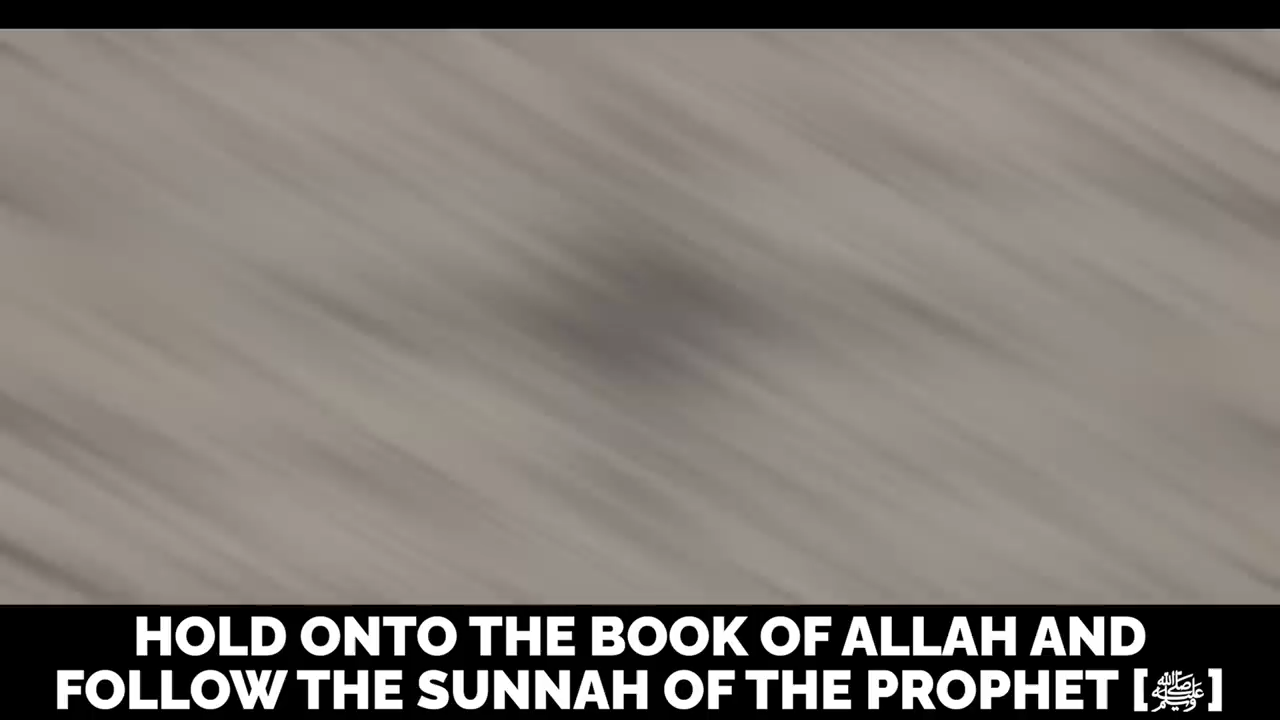 HOLD ONTO THE BOOK OF ALLAH AND
FOLLOW THE SUNNAH OF THE PROPHET [ﷺ]